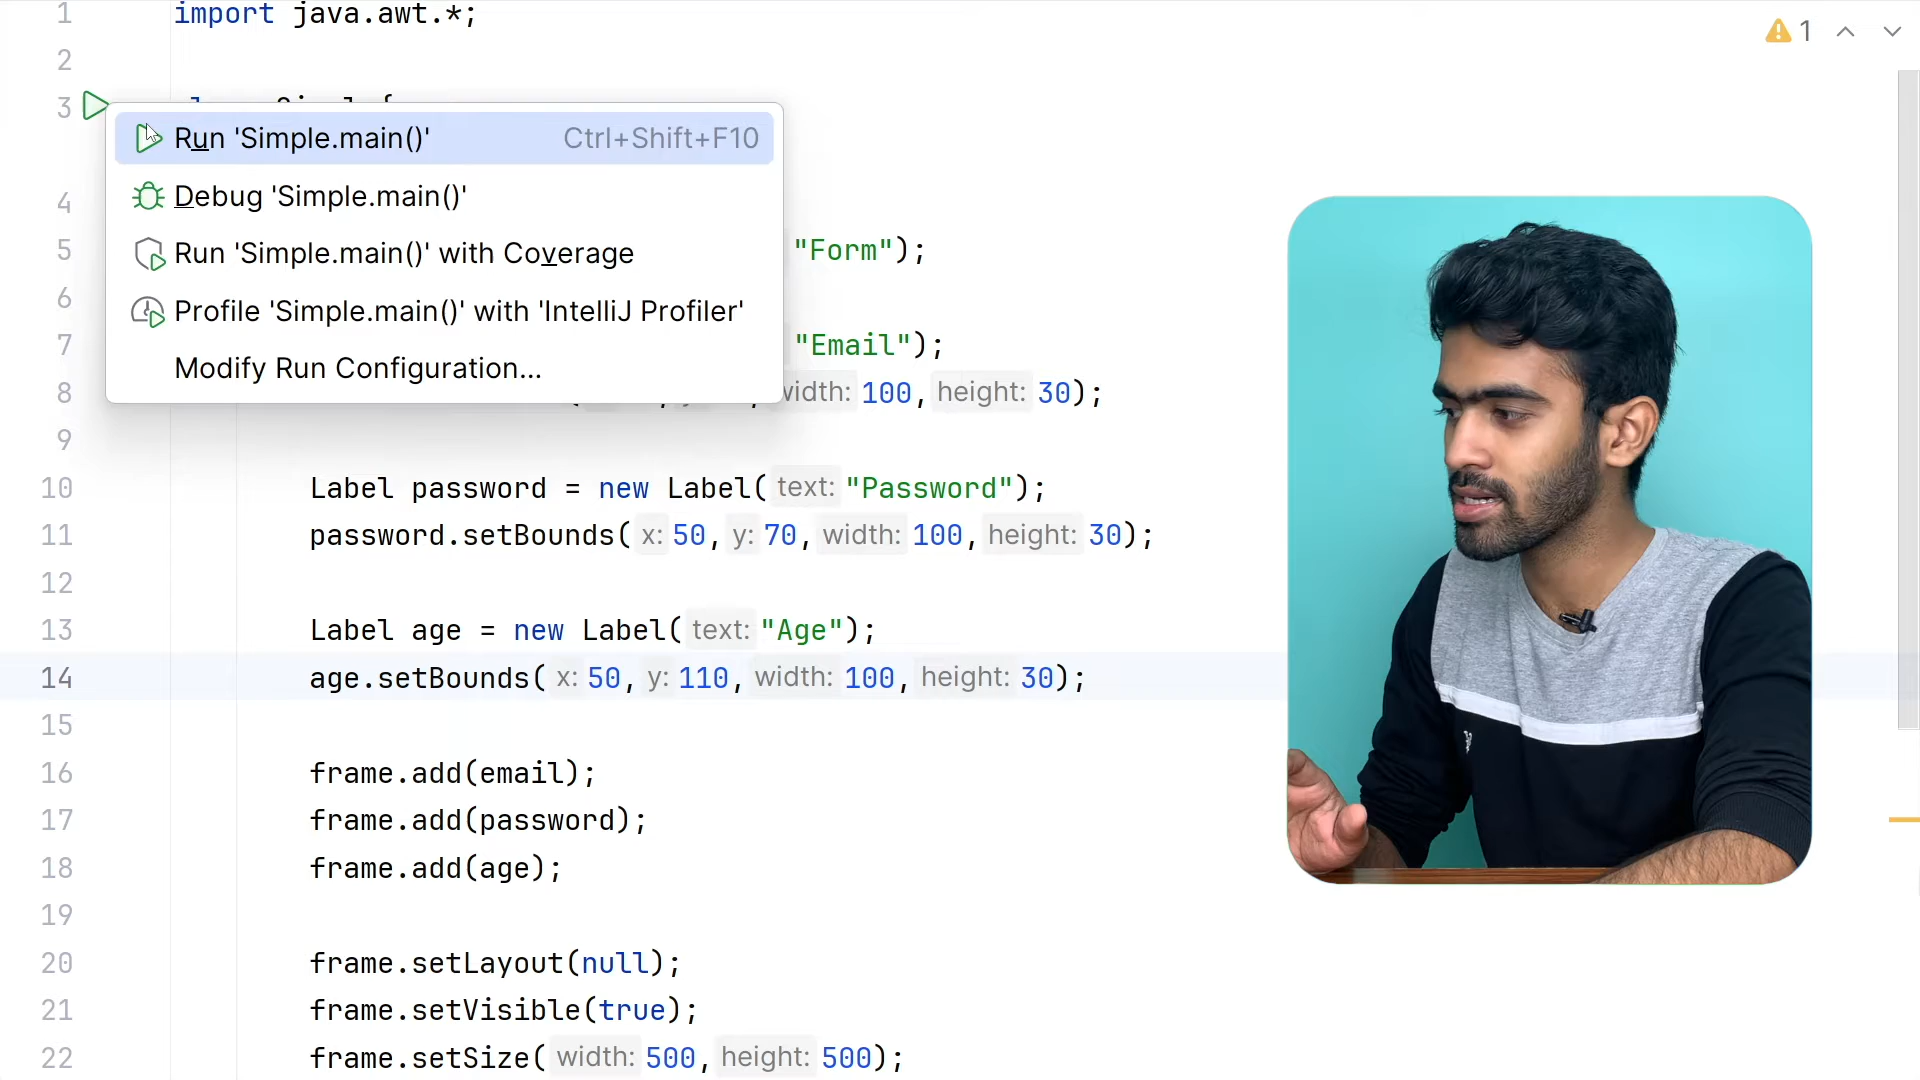 1 import java.awt.*;
1
2
3
Run 'Simple.main()' Ctrl+Shift+F10
Debug 'Simple.main()'
4
5 "Form");
Run 'Simple.main()' with Coverage
6
Profile 'Simple.main()' with 'IntelliJ Profiler'
7 "Email");
Modify Run Configuration...
8 width: 100, height: 30);
9
10 Label password = new Label( text: "Password");
11 password.setBounds( x: 50, y: 70, width: 100, height: 30);
12
13 Label age = new Label( text: "Age");
14 age.setBounds( x: 50, y: 110, width: 100, height: 30);
15
16 frame.add(email);
17 frame.add(password);
18 frame.add(age);
19
20 frame.setLayout(null);
21 frame.setVisible(true);
22 frame.setSize( width: 500, height: 500);